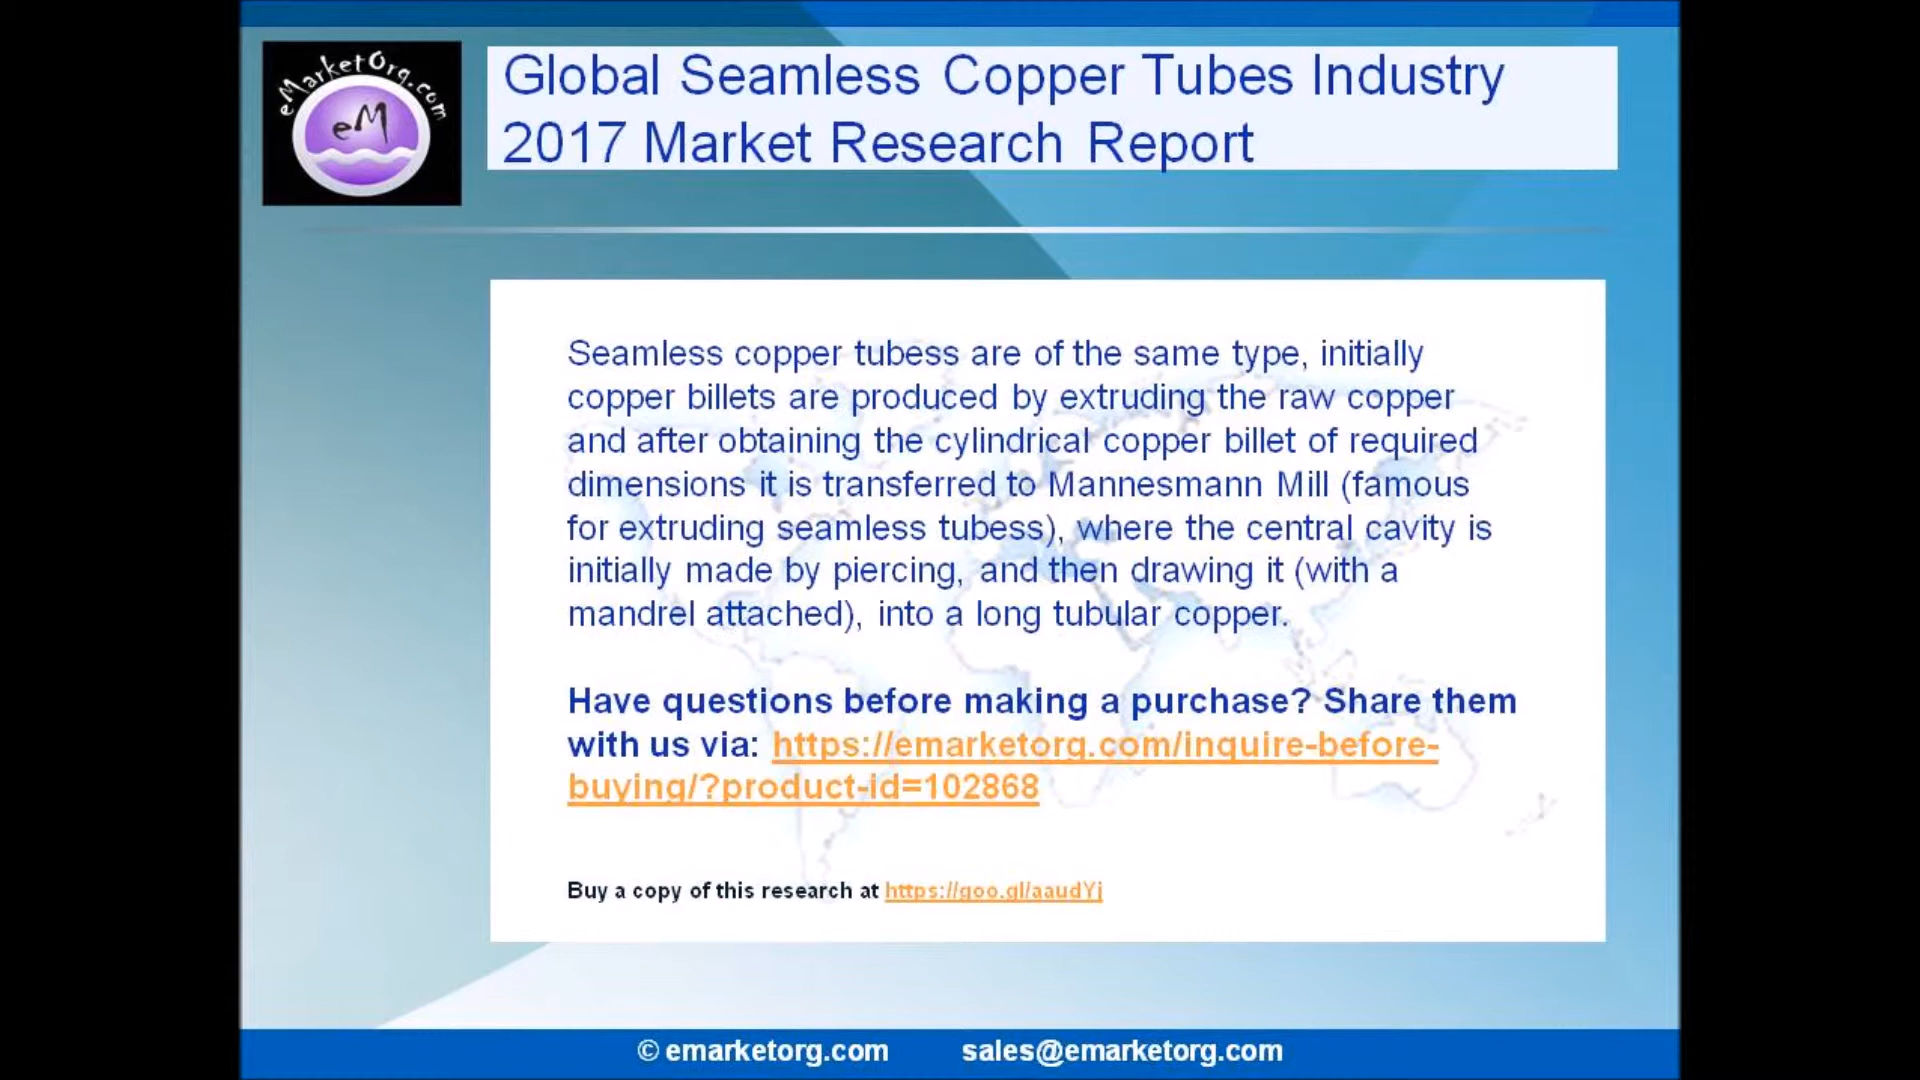 eMarketOrg.com
eM
Global Seamless Copper Tubes Industry
2017 Market Research Report
Seamless copper tubess are of the same type, initially
copper billets are produced by extruding the raw copper
and after obtaining the cylindrical copper billet of required
dimensions it is transferred to Mannesmann Mill (famous
for extruding seamless tubess), where the central cavity is
initially made by piercing, and then drawing it (with a
mandrel attached), into a long tubular copper.
Have questions before making a purchase? Share them
with us via: https://emarketorg.com/inquire-before-
buying/?product-id=102868
Buy a copy of this research at https://goo.gl/aaudYj
© emarketorg.com sales@emarketorg.com